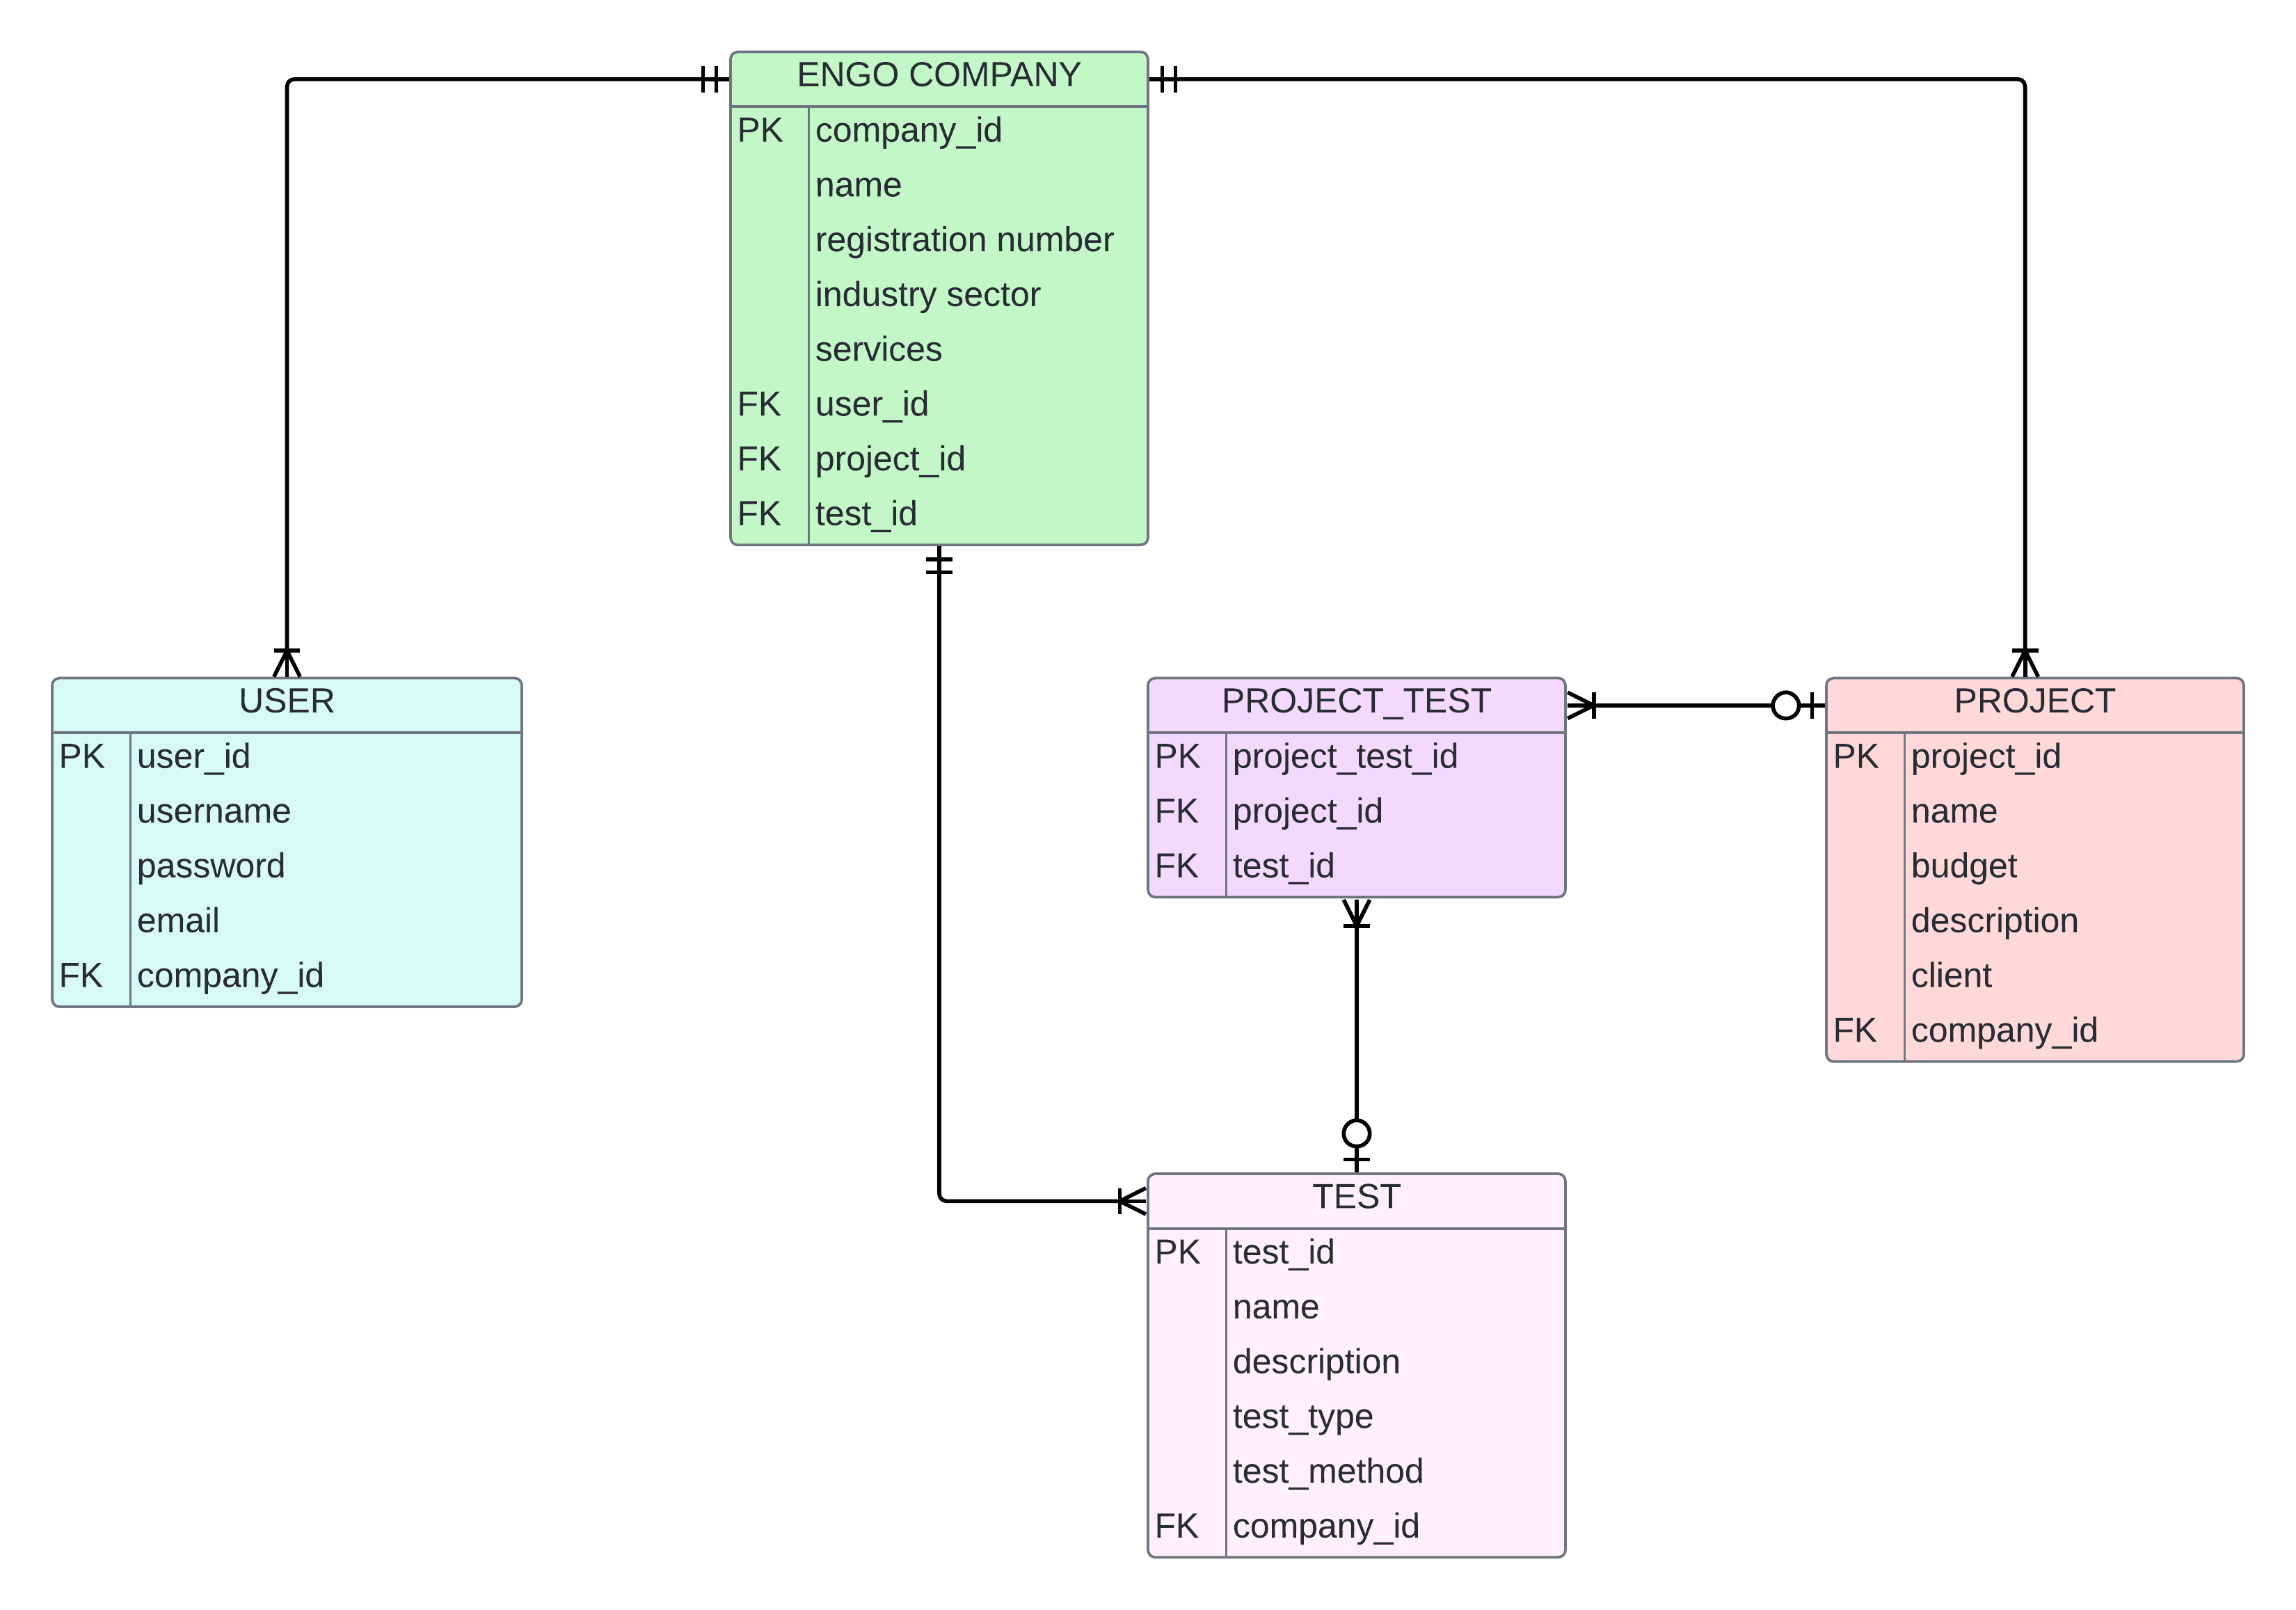 ENGO COMPANY
PK company_id
name
registration number
industry sector
services
FK user_id
FK project_id
FK test_id
USER
PK user_id
username
password
email
FK company_id
PROJECT_TEST
PK project_test_id
FK project_id
FK test_id
PROJECT
PK project_id
name
budget
description
client
FK company_id
TEST
PK test_id
name
description
test_type
test_method
FK company_id